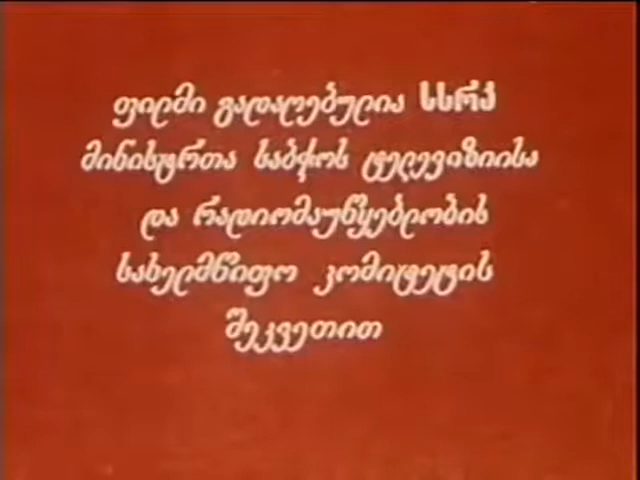 ფილმი გადაღებულია სსრკ
მინისტრთა საბჭოს ტელევიზიისა
და რადიომაუწყებლობის
სახელმწიფო კომიტეტის
შეკვეთით